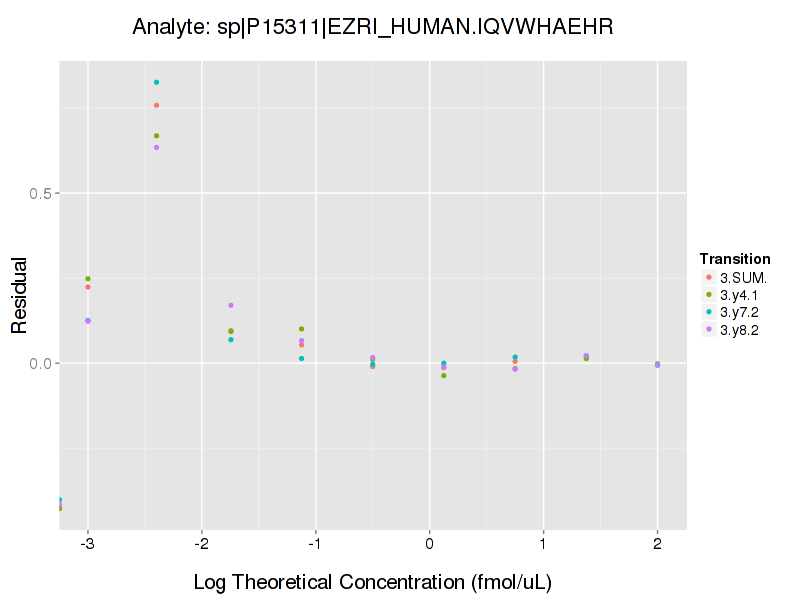 Analyte: sp|P15311|EZRI_HUMAN.IQVWHAEHR
Residual
0.5
0.0
-3 -2 -1 0 1 2
Log Theoretical Concentration (fmol/uL)
Transition
3.SUM.
3.y4.1
3.y7.2
3.y8.2